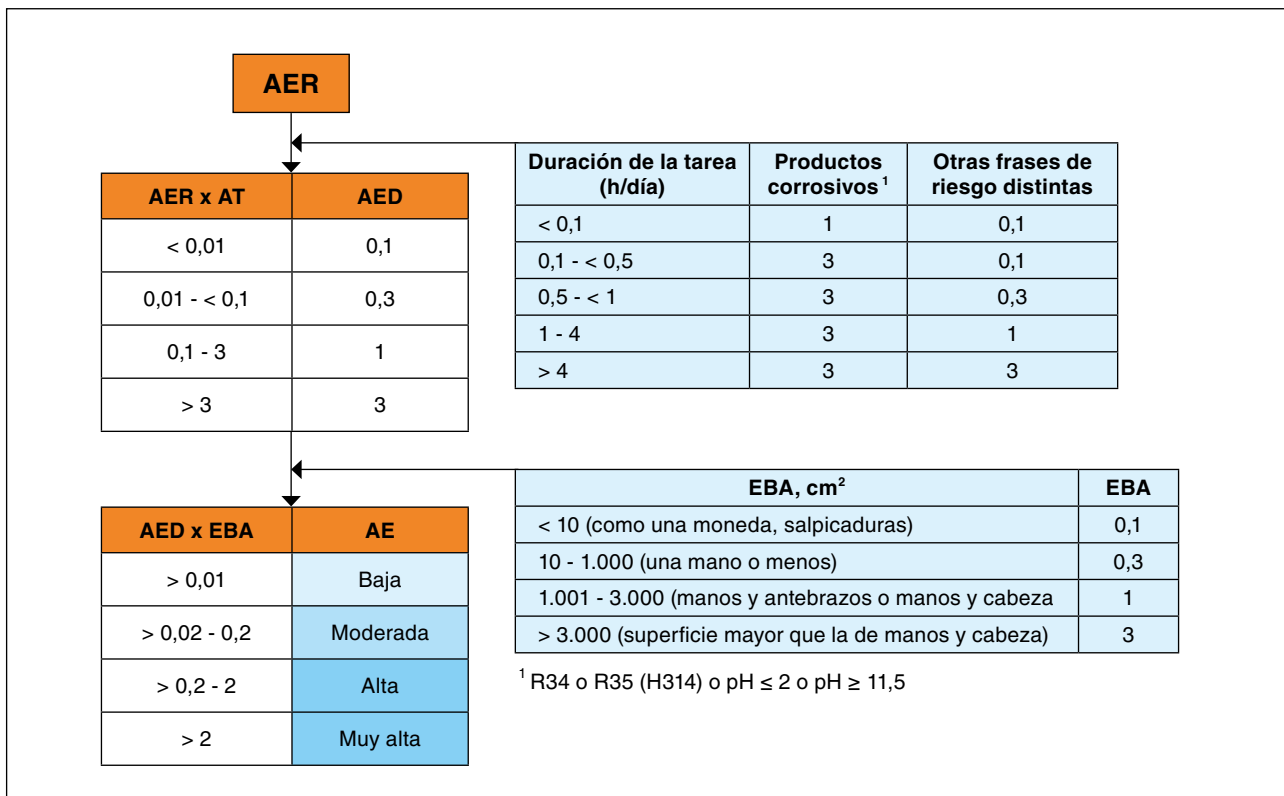 AER
AER x AT AED
< 0,01 0,1
0,01 - < 0,1 0,3
0,1 - 3 1
> 3 3
Duración de la tarea Productos Otras frases de
(h/día) corrosivos ¹ riesgo distintas
< 0,1 1 0,1
0,1 - < 0,5 3 0,1
0,5 - < 1 3 0,3
1 - 4 3 1
> 4 3 3
AED x EBA AE
> 0,01 Baja
> 0,02 - 0,2 Moderada
> 0,2 - 2 Alta
> 2 Muy alta
EBA, cm² EBA
< 10 (como una moneda, salpicaduras) 0,1
10 - 1.000 (una mano o menos) 0,3
1.001 - 3.000 (manos y antebrazos o manos y cabeza 1
> 3.000 (superficie mayor que la de manos y cabeza) 3
¹ R34 o R35 (H314) o pH ≤ 2 o pH ≥ 11,5